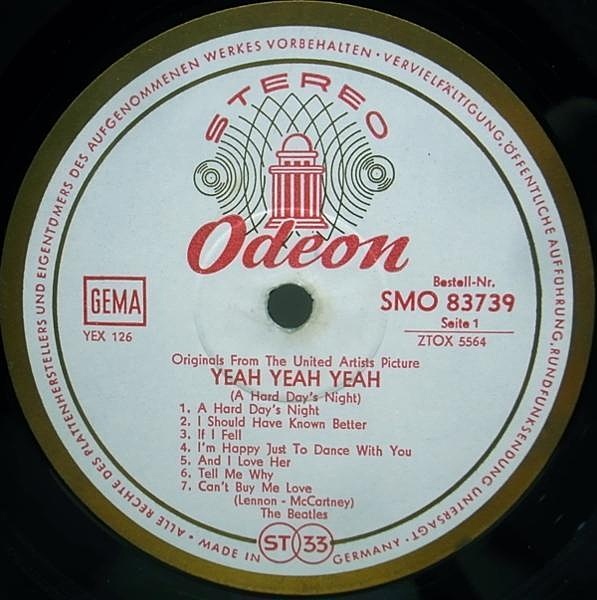 ALLE RECHTE DES PLATTENHERSTELLERS UND EIGENTÜMERS DES AUFGENOMMENEN WERKES VORBEHALTEN · VERVIELFÄLTIGUNG, ÖFFENTLICHE AUFFÜHRUNG, RUNDFUNKSENDUNG UNTERSAGT ·
STEREO
Odeon
GEMA
YEX 126
Bestell-Nr.
SMO 83739
Seite 1
ZTOX 5564
Originals From The United Artists Picture
YEAH YEAH YEAH
(A Hard Day's Night)
1. A Hard Day's Night
2. I Should Have Known Better
3. If I Fell
4. I'm Happy Just To Dance With You
5. And I Love Her
6. Tell Me Why
7. Can't Buy Me Love
(Lennon - McCartney)
The Beatles
MADE IN ST 33 GERMANY